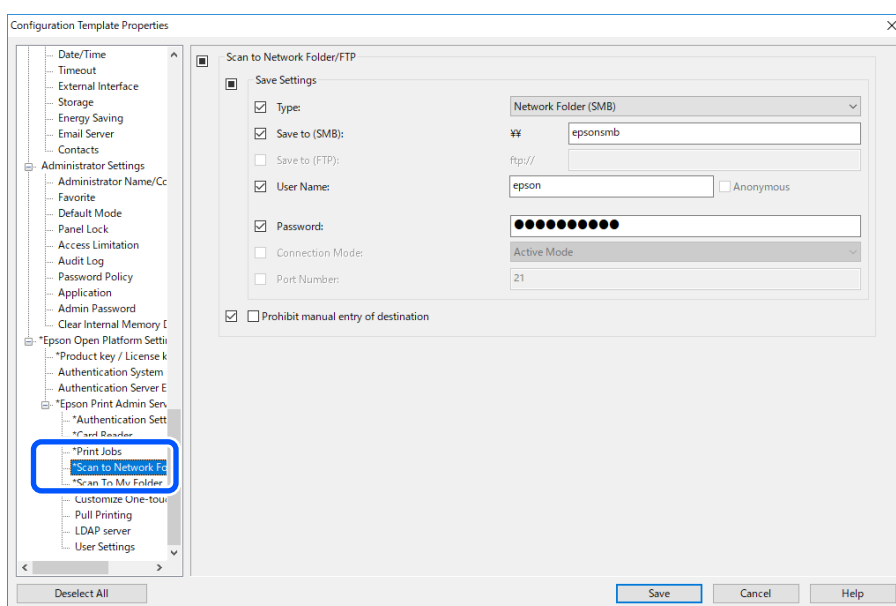 Configuration Template Properties
Date/Time
Timeout
External Interface
Storage
Energy Saving
Email Server
Contacts
Administrator Settings
Administrator Name/Co
Favorite
Default Mode
Panel Lock
Access Limitation
Audit Log
Password Policy
Application
Admin Password
Clear Internal Memory D
*Epson Open Platform Settin
*Product key / License k
Authentication System
Authentication Server E
*Epson Print Admin Serv
*Authentication Sett
*Card Reader
*Print Jobs
*Scan to Network Fo
*Scan To My Folder
Customize One-touc
Pull Printing
LDAP server
User Settings
Scan to Network Folder/FTP
Save Settings
Type: Network Folder (SMB)
Save to (SMB): ¥¥ epsonsmb
Save to (FTP): ftp://
User Name: epson Anonymous
Password: ●●●●●●●●●●
Connection Mode: Active Mode
Port Number: 21
Prohibit manual entry of destination
Deselect All Save Cancel Help